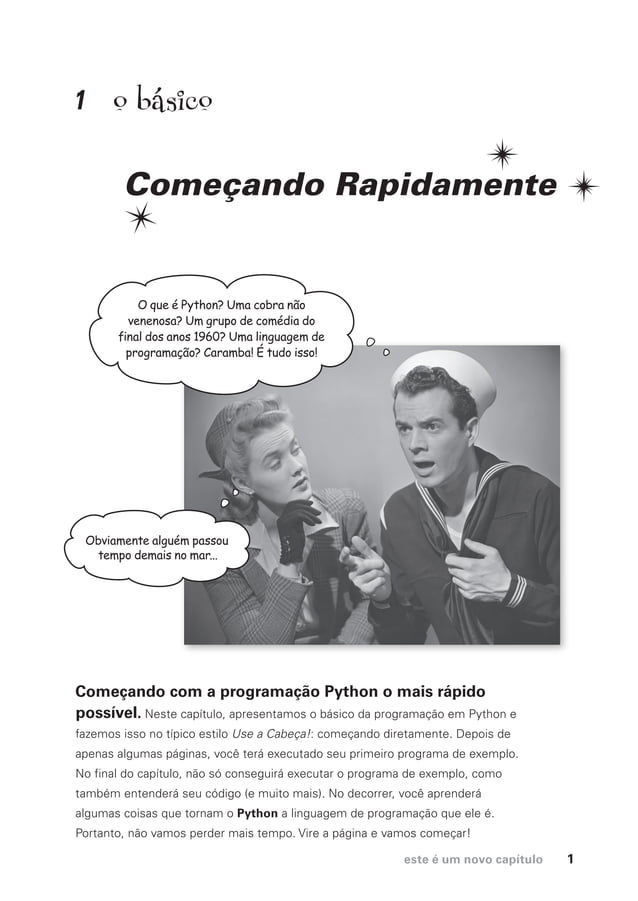 1 o básico
Começando Rapidamente
O que é Python? Uma cobra não
venenosa? Um grupo de comédia do
final dos anos 1960? Uma linguagem de
programação? Caramba! É tudo isso!
Obviamente alguém passou
tempo demais no mar...
Começando com a programação Python o mais rápido
possível. Neste capítulo, apresentamos o básico da programação em Python e
fazemos isso no típico estilo Use a Cabeça!: começando diretamente. Depois de
apenas algumas páginas, você terá executado seu primeiro programa de exemplo.
No final do capítulo, não só conseguirá executar o programa de exemplo, como
também entenderá seu código (e muito mais). No decorrer, você aprenderá
algumas coisas que tornam o Python a linguagem de programação que ele é.
Portanto, não vamos perder mais tempo. Vire a página e vamos começar!
este é um novo capítulo 1